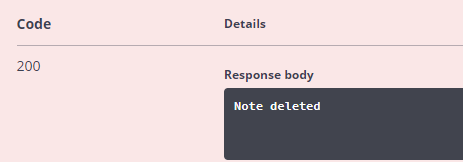 Code Details
200
Response body
Note deleted